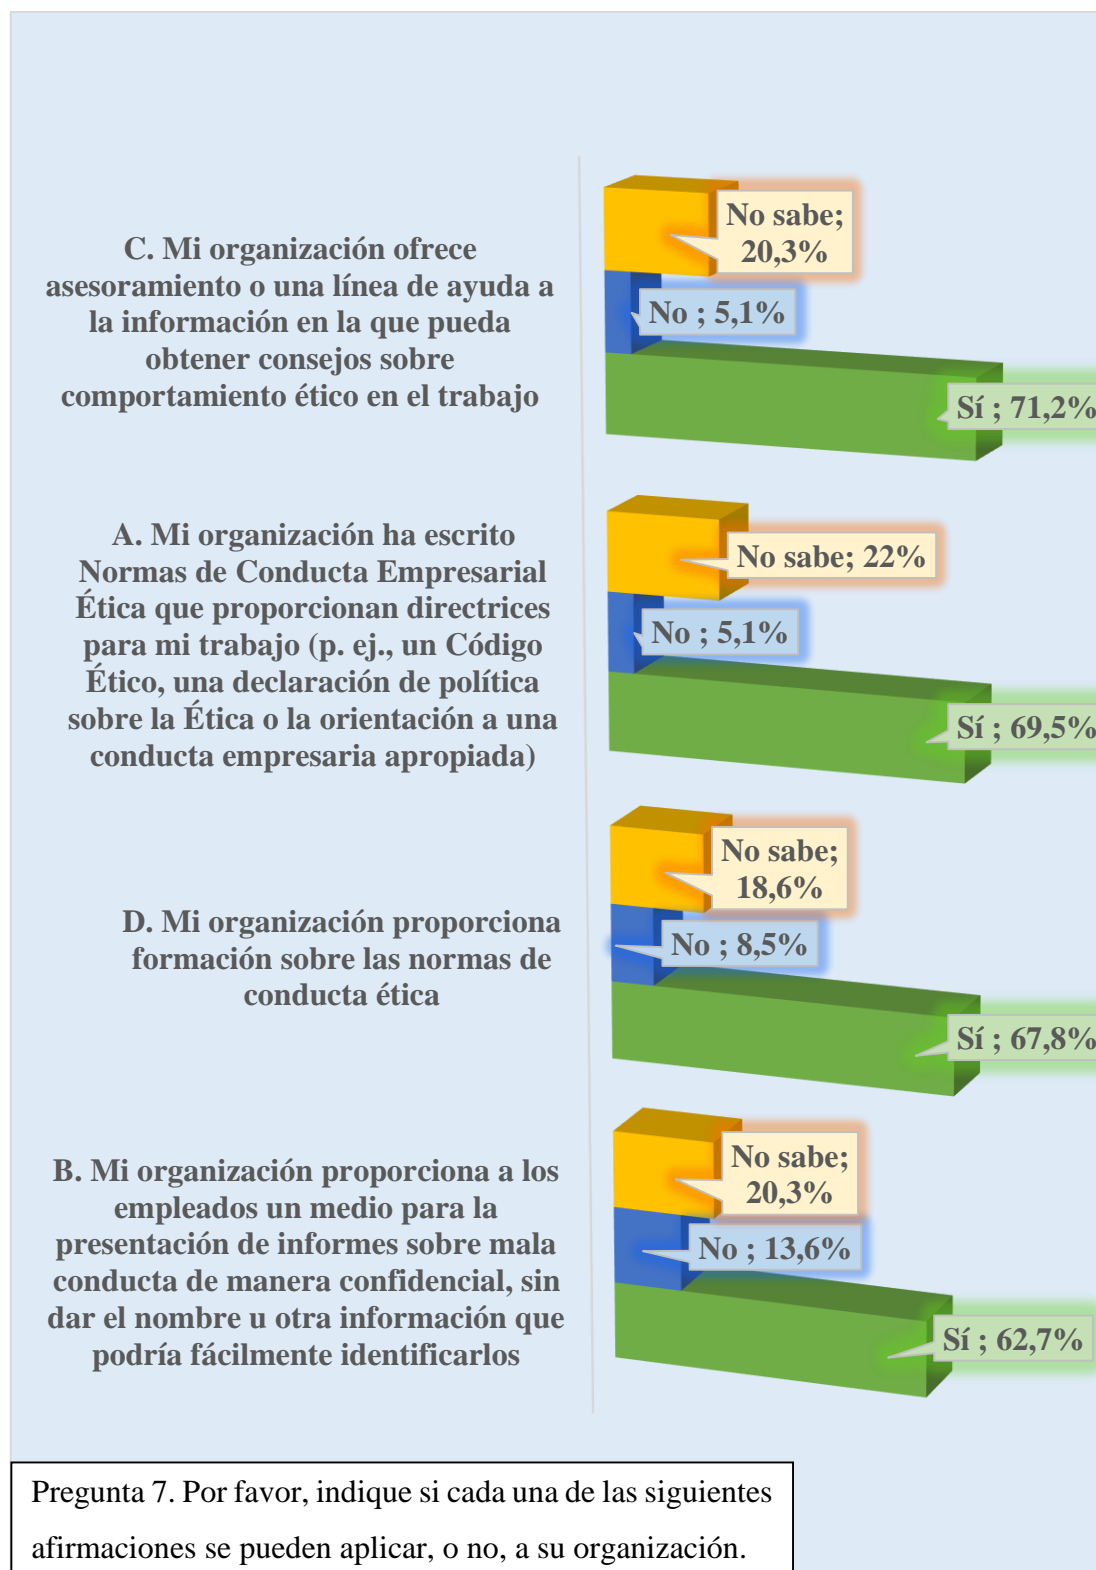 C. Mi organización ofrece
asesoramiento o una línea de ayuda a
la información en la que pueda
obtener consejos sobre
comportamiento ético en el trabajo
No sabe;
20,3%
No ; 5,1%
Sí ; 71,2%
A. Mi organización ha escrito
Normas de Conducta Empresarial
Ética que proporcionan directrices
para mi trabajo (p. ej., un Código
Ético, una declaración de política
sobre la Ética o la orientación a una
conducta empresaria apropiada)
No sabe; 22%
No ; 5,1%
Sí ; 69,5%
D. Mi organización proporciona
formación sobre las normas de
conducta ética
No sabe;
18,6%
No ; 8,5%
Sí ; 67,8%
B. Mi organización proporciona a los
empleados un medio para la
presentación de informes sobre mala
conducta de manera confidencial, sin
dar el nombre u otra información que
podría fácilmente identificarlos
No sabe;
20,3%
No ; 13,6%
Sí ; 62,7%
Pregunta 7. Por favor, indique si cada una de las siguientes
afirmaciones se pueden aplicar, o no, a su organización.